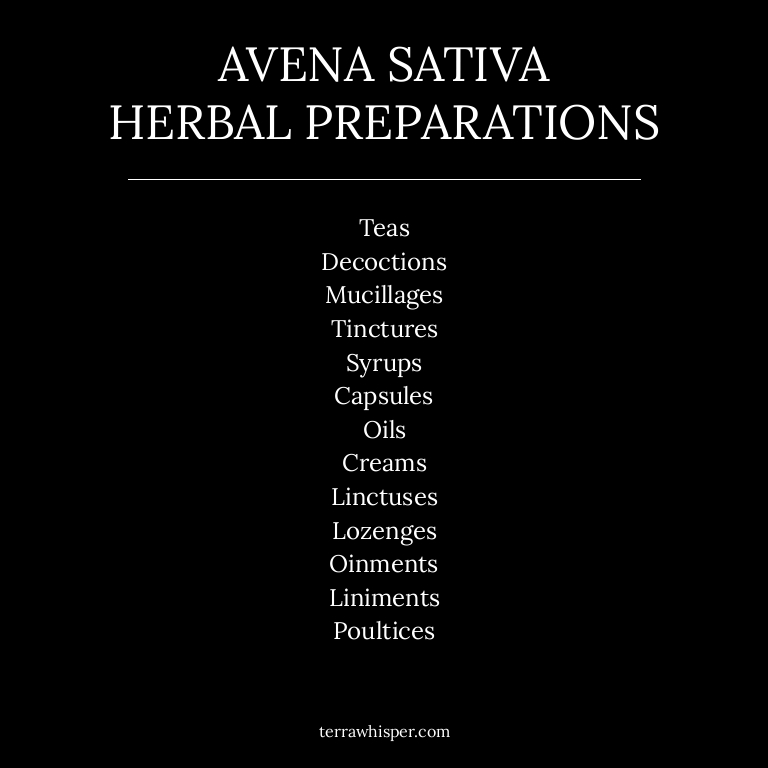 AVENA SATIVA
HERBAL PREPARATIONS
Teas
Decoctions
Mucillages
Tinctures
Syrups
Capsules
Oils
Creams
Linctuses
Lozenges
Oinments
Liniments
Poultices
terrawhisper.com